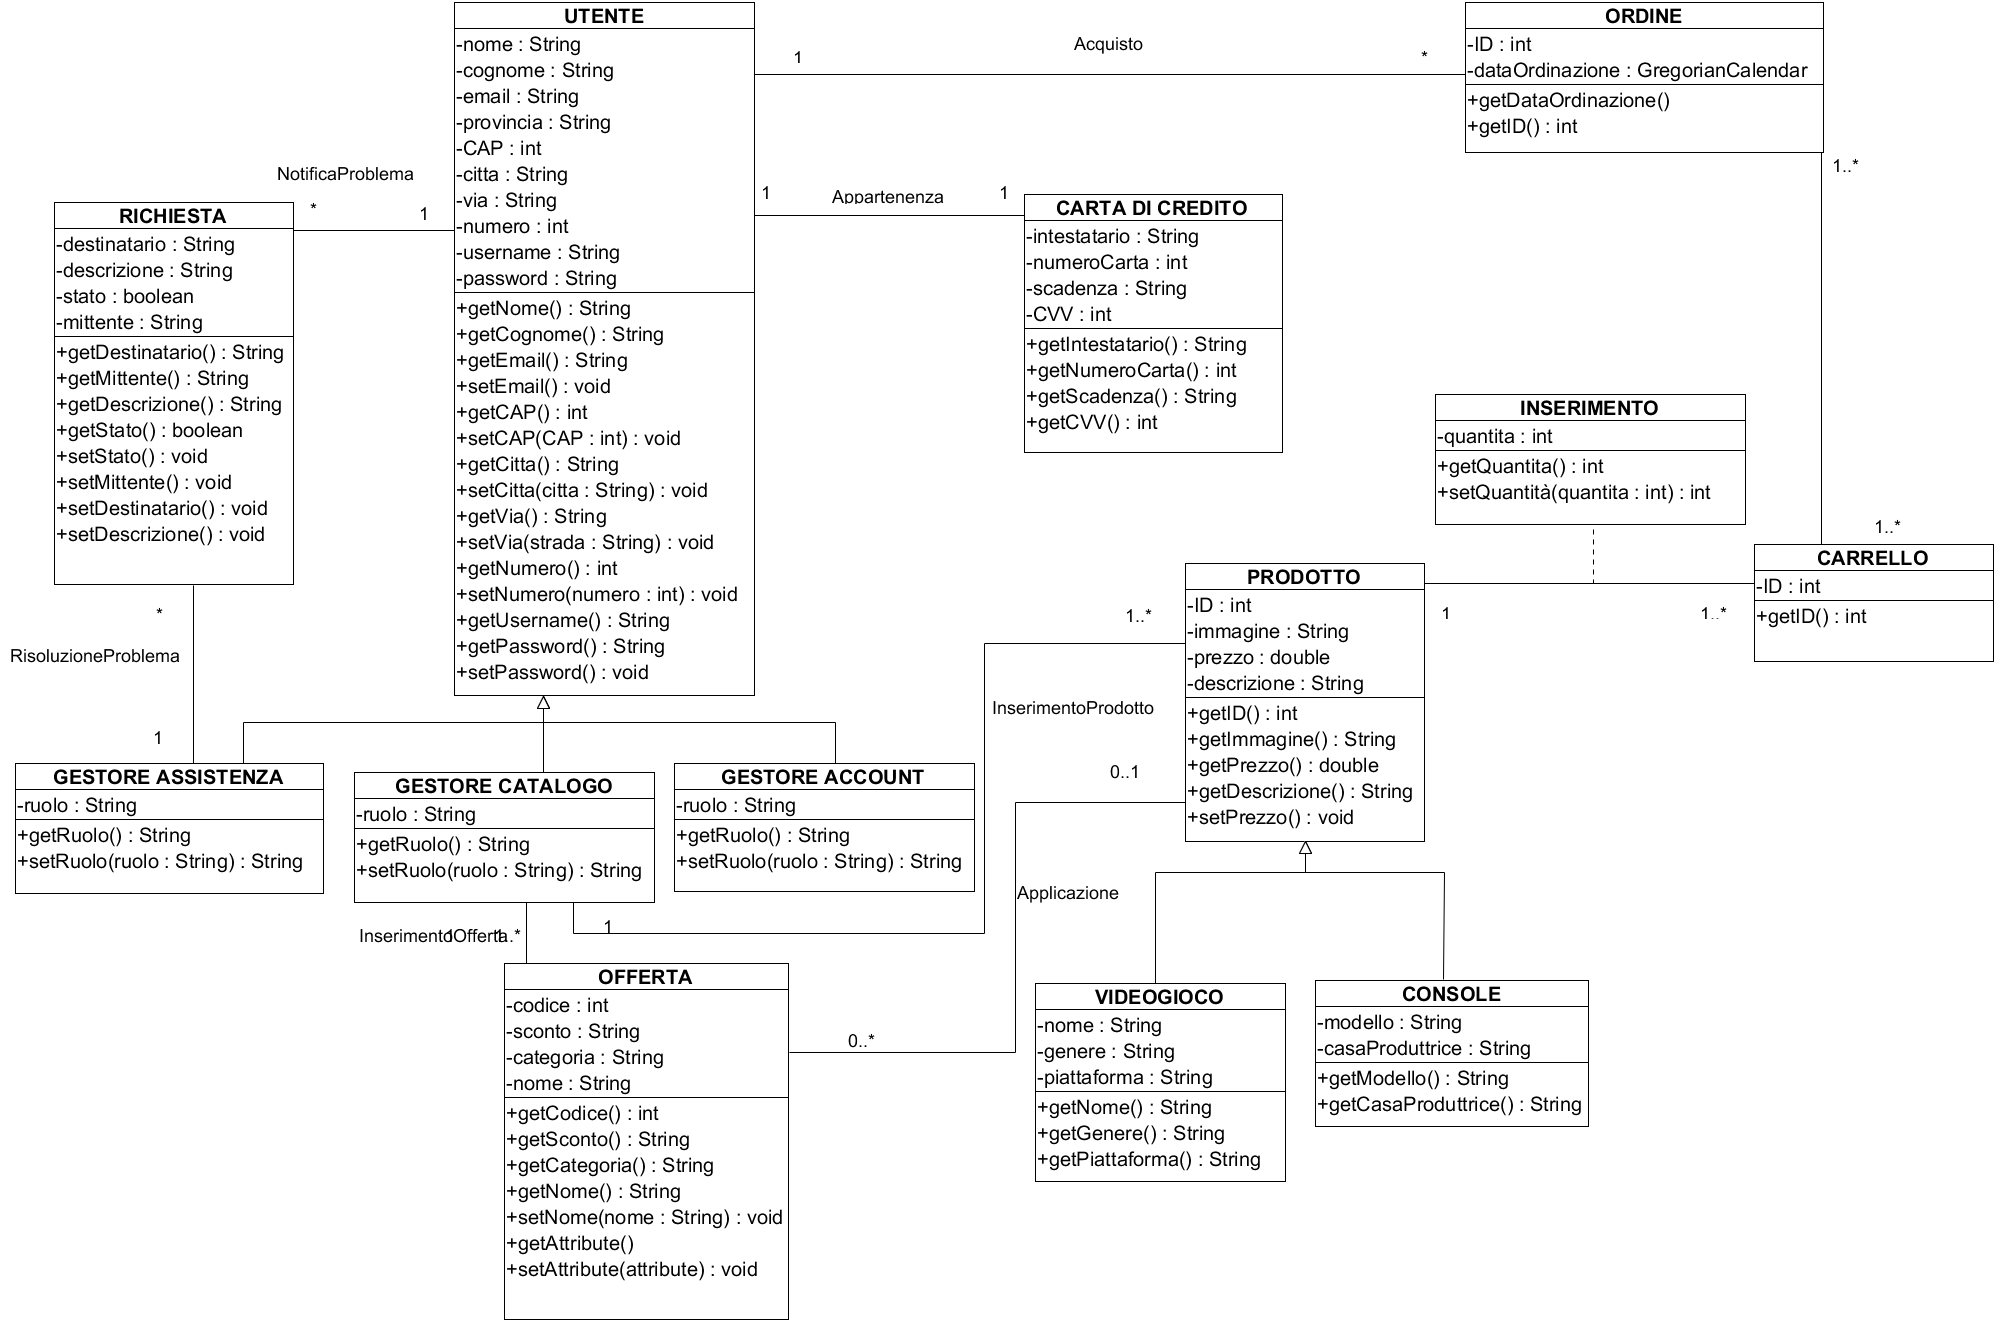 UTENTE
-nome : String
-cognome : String
-email : String
-provincia : String
-CAP : int
-citta : String
-via : String
-numero : int
-username : String
-password : String
+getNome() : String
+getCognome() : String
+getEmail() : String
+setEmail() : void
+getCAP() : int
+setCAP(CAP : int) : void
+getCitta() : String
+setCitta(citta : String) : void
+getVia() : String
+setVia(strada : String) : void
+getNumero() : int
+setNumero(numero : int) : void
+getUsername() : String
+getPassword() : String
+setPassword() : void
1
Acquisto
*
ORDINE
-ID : int
-dataOrdinazione : GregorianCalendar
+getDataOrdinazione()
+getID() : int
1..*
1..*
NotificaProblema
*
1
RICHIESTA
-destinatario : String
-descrizione : String
-stato : boolean
-mittente : String
+getDestinatario() : String
+getMittente() : String
+getDescrizione() : String
+getStato() : boolean
+setStato() : void
+setMittente() : void
+setDestinatario() : void
+setDescrizione() : void
1
Appartenenza
1
CARTA DI CREDITO
-intestatario : String
-numeroCarta : int
-scadenza : String
-CVV : int
+getIntestatario() : String
+getNumeroCarta() : int
+getScadenza() : String
+getCVV() : int
INSERIMENTO
-quantita : int
+getQuantita() : int
+setQuantità(quantita : int) : int
CARRELLO
-ID : int
+getID() : int
1
1..*
PRODOTTO
-ID : int
-immagine : String
-prezzo : double
-descrizione : String
+getID() : int
+getImmagine() : String
+getPrezzo() : double
+getDescrizione() : String
+setPrezzo() : void
1..*
InserimentoProdotto
0..1
*
RisoluzioneProblema
1
GESTORE ASSISTENZA
-ruolo : String
+getRuolo() : String
+setRuolo(ruolo : String) : String
GESTORE CATALOGO
-ruolo : String
+getRuolo() : String
+setRuolo(ruolo : String) : String
GESTORE ACCOUNT
-ruolo : String
+getRuolo() : String
+setRuolo(ruolo : String) : String
Applicazione
1
InserimentoOfferta
1
1..*
OFFERTA
-codice : int
-sconto : String
-categoria : String
-nome : String
+getCodice() : int
+getSconto() : String
+getCategoria() : String
+getNome() : String
+setNome(nome : String) : void
+getAttribute()
+setAttribute(attribute) : void
0..*
VIDEOGIOCO
-nome : String
-genere : String
-piattaforma : String
+getNome() : String
+getGenere() : String
+getPiattaforma() : String
CONSOLE
-modello : String
-casaProduttrice : String
+getModello() : String
+getCasaProduttrice() : String